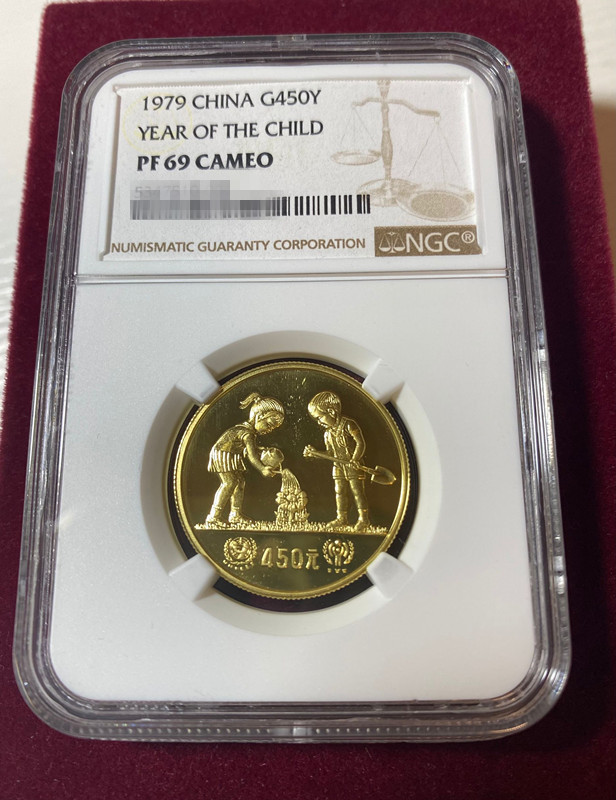 1979 CHINA G450Y
YEAR OF THE CHILD
PF 69 CAMEO
NUMISMATIC GUARANTY CORPORATION
NGC®
450元